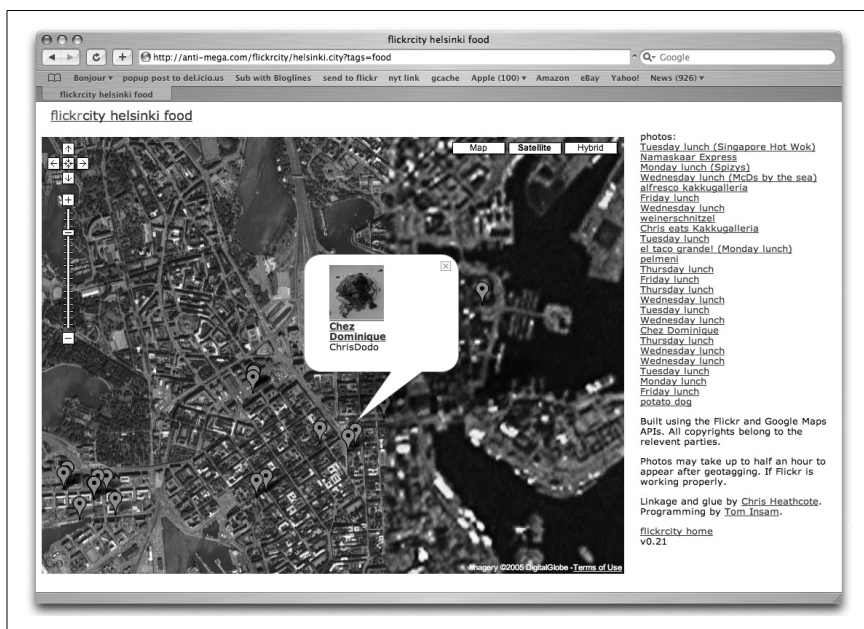 flickrcity helsinki food
http://anti-mega.com/flickrcity/helsinki.city?tags=food
Google
Bonjour popup post to del.icio.us Sub with Bloglines send to flickr nyt link gcache Apple (100) Amazon eBay Yahoo! News (926)
flickrcity helsinki food
flickrcity helsinki food
Map Satellite Hybrid
Chez
Dominique
ChrisDodo
Imagery ©2005 DigitalGlobe -Terms of Use
photos:
Tuesday lunch (Singapore Hot Wok)
Namaskaar Express
Monday lunch (Spizys)
Wednesday lunch (McDs by the sea)
alfresco kakkugalleria
Friday lunch
Wednesday lunch
weinerschnitzel
Chris eats Kakkugalleria
Tuesday lunch
el taco grande! (Monday lunch)
pelmeni
Thursday lunch
Friday lunch
Thursday lunch
Wednesday lunch
Tuesday lunch
Wednesday lunch
Chez Dominique
Thursday lunch
Wednesday lunch
Wednesday lunch
Tuesday lunch
Monday lunch
Friday lunch
potato dog
Built using the Flickr and Google Maps
APIs. All copyrights belong to the
relevent parties.
Photos may take up to half an hour to
appear after geotagging. If Flickr is
working properly.
Linkage and glue by Chris Heathcote.
Programming by Tom Insam.
flickrcity home
v0.21